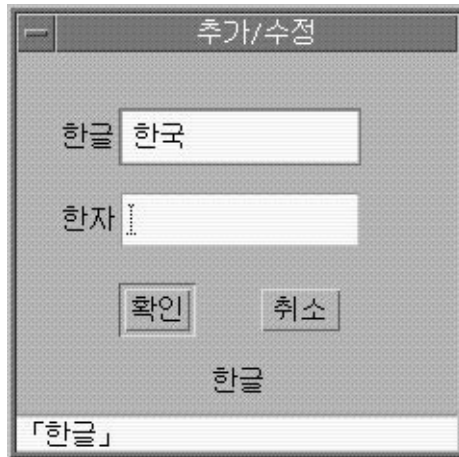 추가/수정
한글 한국
한자
확인 취소
한글
「한글」